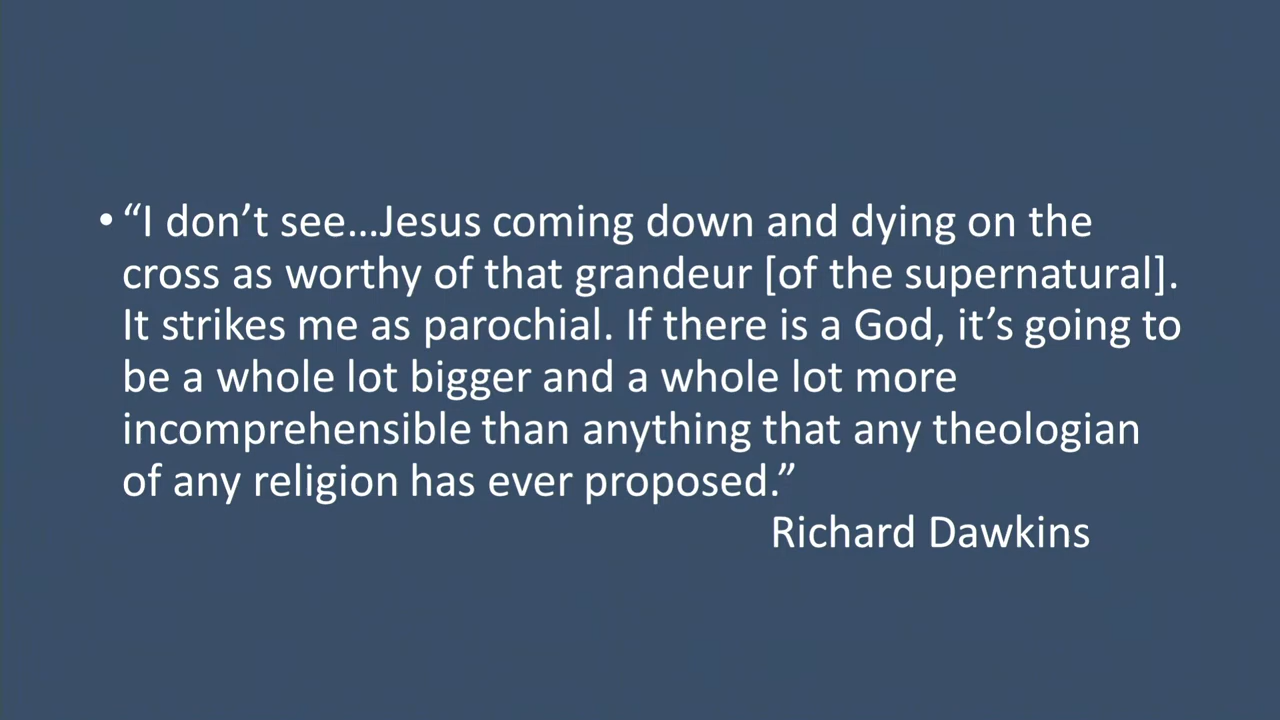 • “I don’t see…Jesus coming down and dying on the
cross as worthy of that grandeur [of the supernatural].
It strikes me as parochial. If there is a God, it’s going to
be a whole lot bigger and a whole lot more
incomprehensible than anything that any theologian
of any religion has ever proposed.”
Richard Dawkins